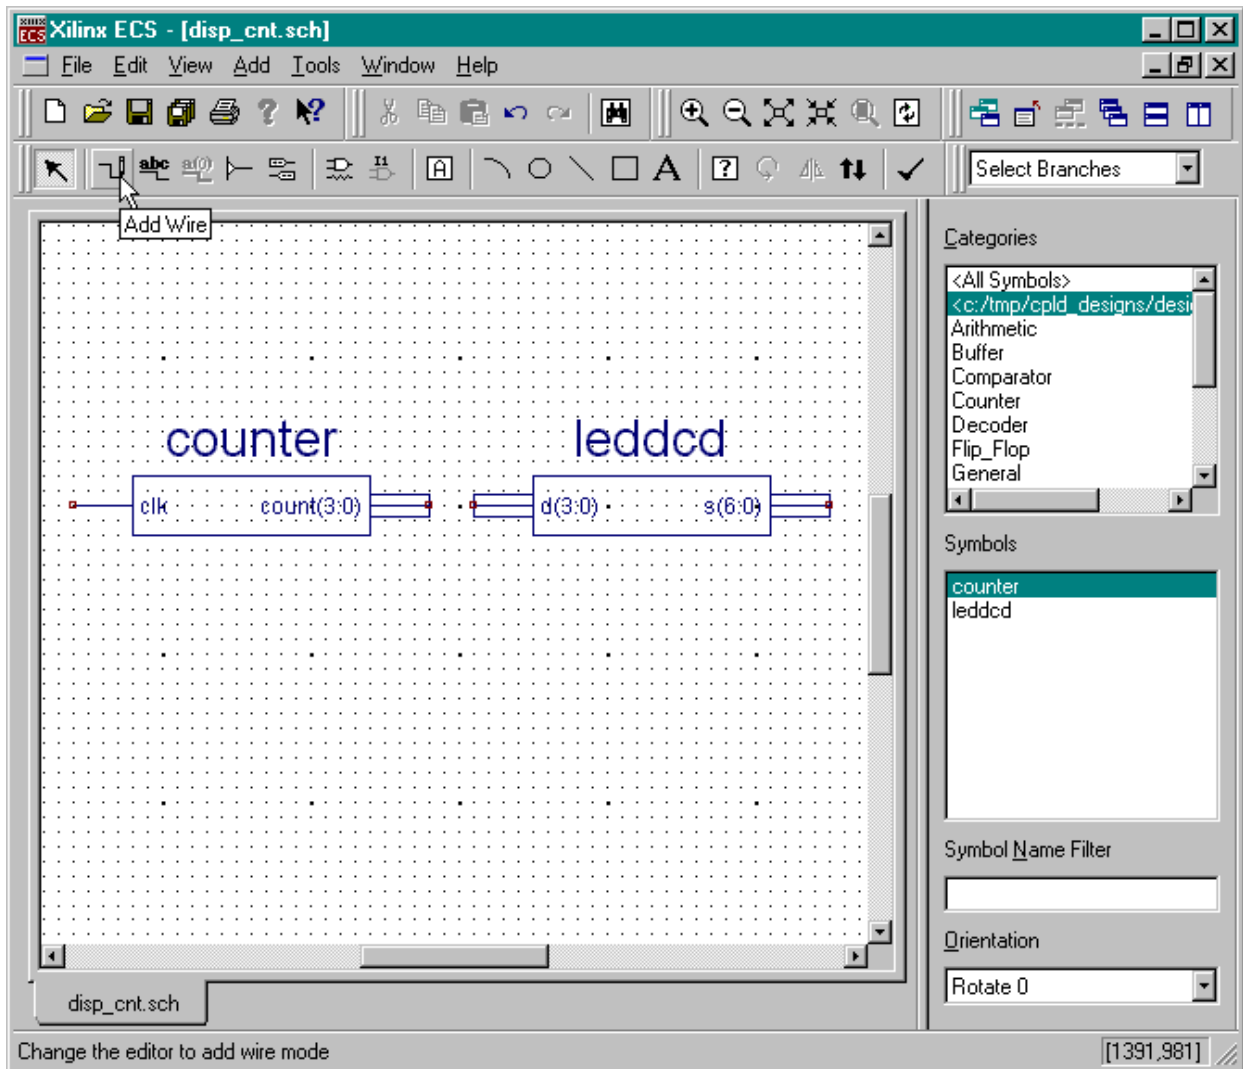 Xilinx ECS - [disp_cnt.sch]
File Edit View Add Tools Window Help
abc a(0) I1 A A ?
Select Branches
Add Wire
Categories
<All Symbols>
<c:/tmp/cpld_designs/desi
Arithmetic
Buffer
Comparator
Counter
Decoder
Flip_Flop
General
counter leddcd
clk count(3:0) d(3:0) s(6:0)
Symbols
counter
leddcd
Symbol Name Filter
Orientation
Rotate 0
disp_cnt.sch
Change the editor to add wire mode [1391,981]